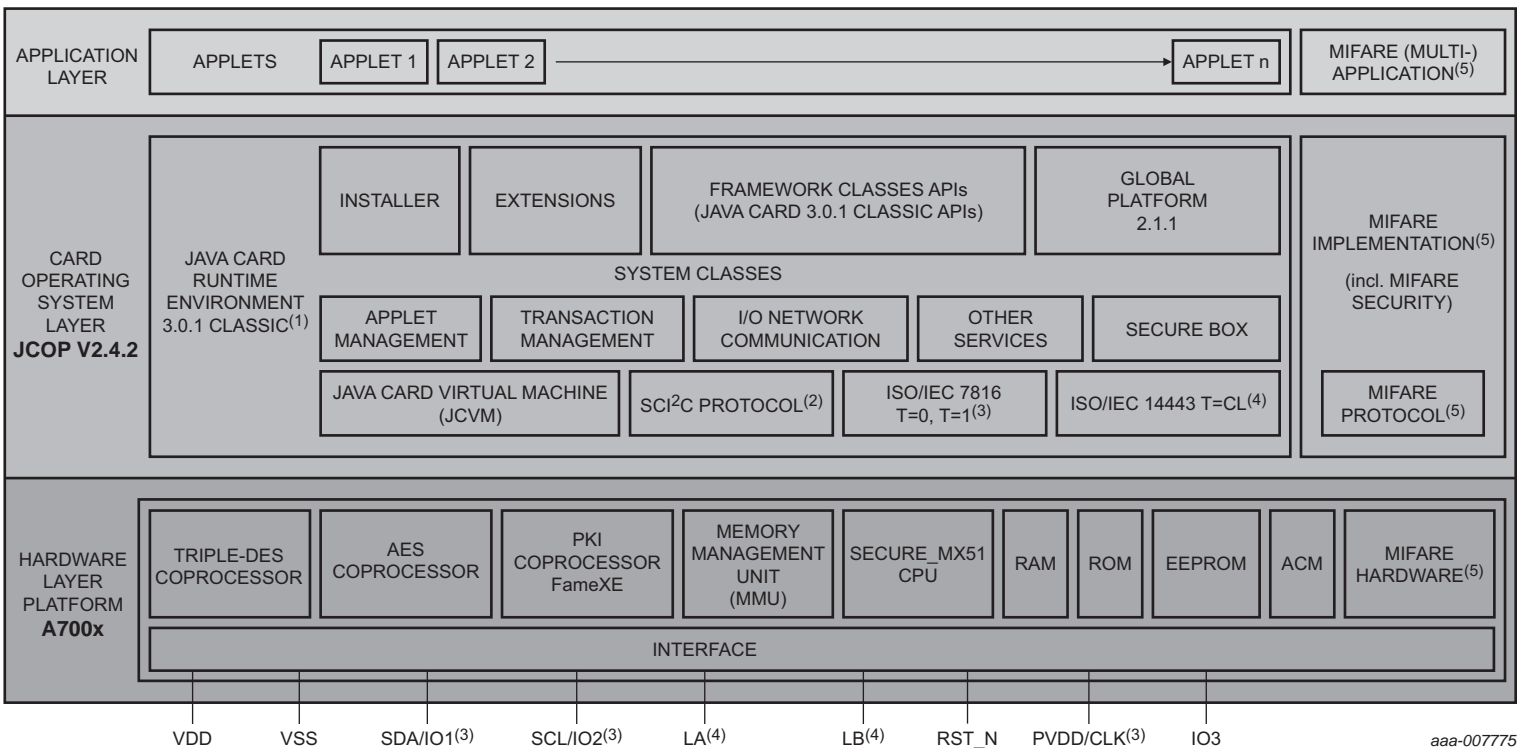 APPLICATION
LAYER
APPLETS
APPLET 1
APPLET 2
APPLET n
MIFARE (MULTI-)
APPLICATION(5)
CARD
OPERATING
SYSTEM
LAYER
JCOP V2.4.2
JAVA CARD
RUNTIME
ENVIRONMENT
3.0.1 CLASSIC(1)
INSTALLER
EXTENSIONS
FRAMEWORK CLASSES APIs
(JAVA CARD 3.0.1 CLASSIC APIs)
GLOBAL
PLATFORM
2.1.1
SYSTEM CLASSES
APPLET
MANAGEMENT
TRANSACTION
MANAGEMENT
I/O NETWORK
COMMUNICATION
OTHER
SERVICES
SECURE BOX
JAVA CARD VIRTUAL MACHINE
(JCVM)
SCI2C PROTOCOL(2)
ISO/IEC 7816
T=0, T=1(3)
ISO/IEC 14443 T=CL(4)
MIFARE
IMPLEMENTATION(5)
(incl. MIFARE
SECURITY)
MIFARE
PROTOCOL(5)
HARDWARE
LAYER
PLATFORM
A700x
TRIPLE-DES
COPROCESSOR
AES
COPROCESSOR
PKI
COPROCESSOR
FameXE
MEMORY
MANAGEMENT
UNIT
(MMU)
SECURE_MX51
CPU
RAM
ROM
EEPROM
ACM
MIFARE
HARDWARE(5)
INTERFACE
VDD
VSS
SDA/IO1(3)
SCL/IO2(3)
LA(4)
LB(4)
RST_N
PVDD/CLK(3)
IO3
aaa-007775